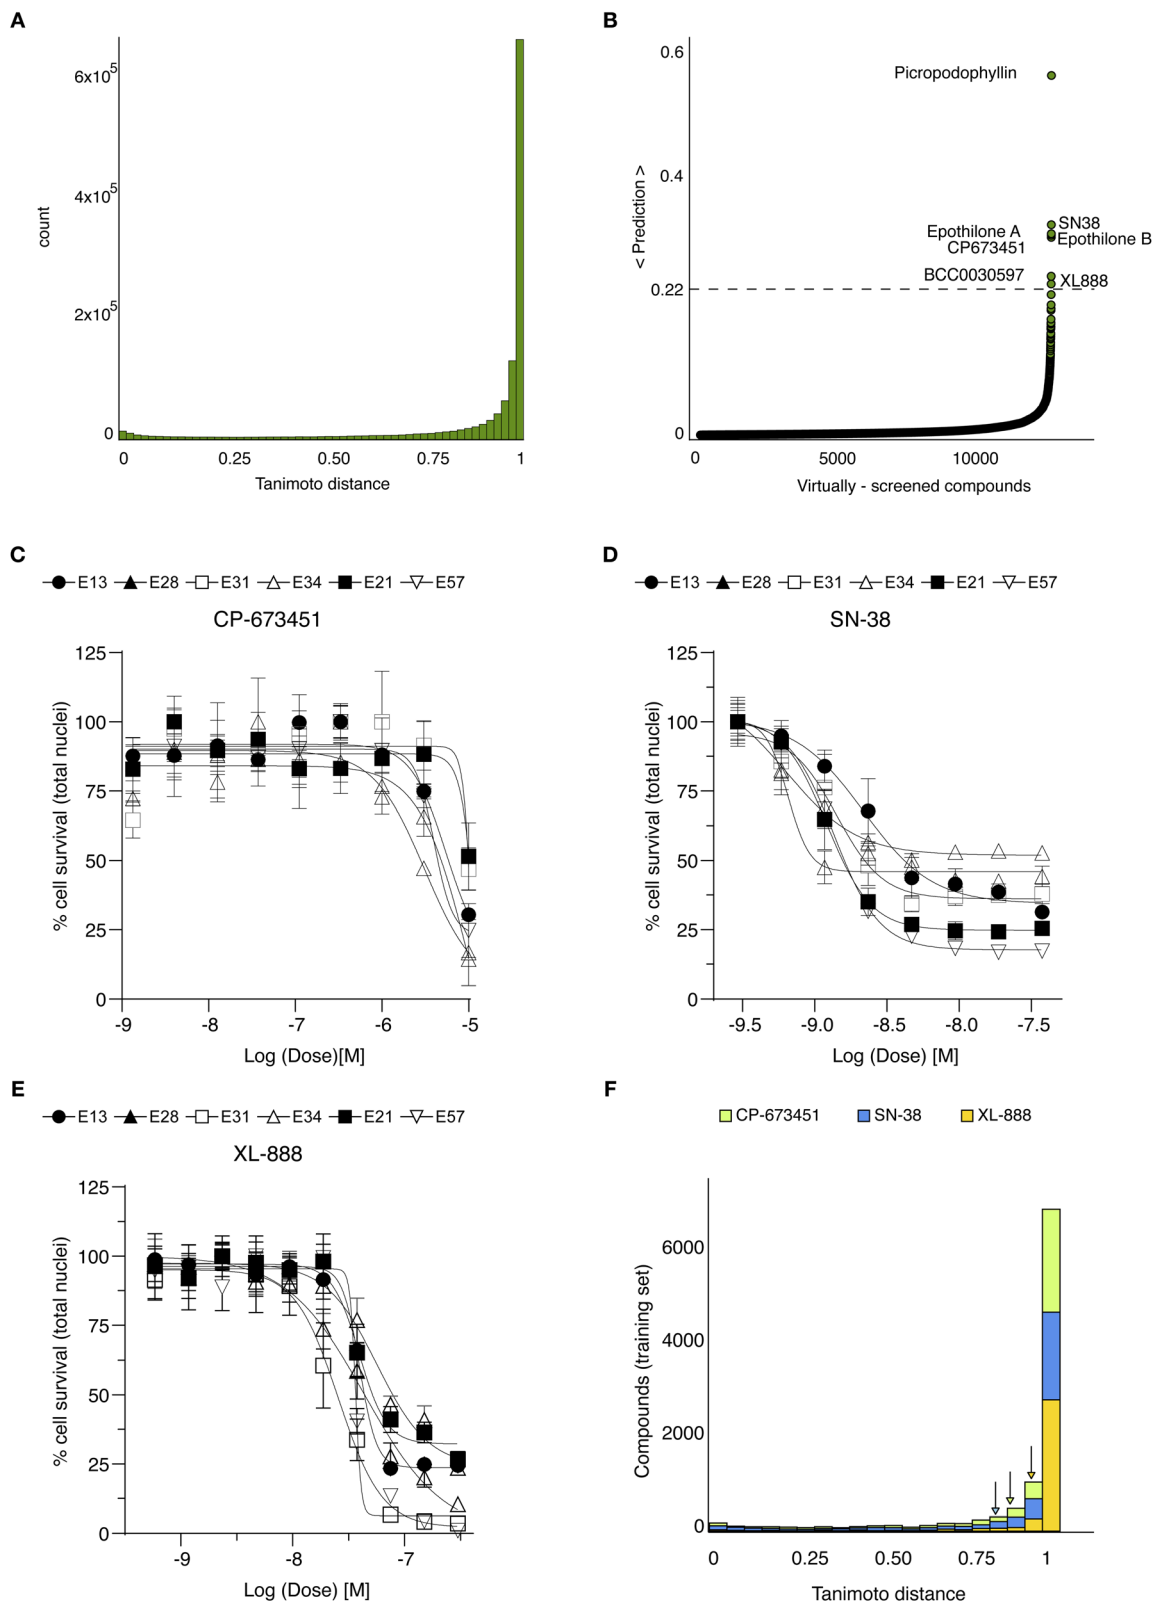 A
6x10^5
4x10^5
2x10^5
0
count
0 0.25 0.50 0.75 1
Tanimoto distance
B
0.6
0.4
0.22
0
< Prediction >
Picropodophyllin
SN38
Epothilone A
Epothilone B
CP673451
BCC0030597
XL888
0 5000 10000
Virtually - screened compounds
C
E13 E28 E31 E34 E21 E57
CP-673451
125
100
75
50
25
0
% cell survival (total nuclei)
-9 -8 -7 -6 -5
Log (Dose)[M]
D
E13 E28 E31 E34 E21 E57
SN-38
125
100
75
50
25
0
% cell survival (total nuclei)
-9.5 -9.0 -8.5 -8.0 -7.5
Log (Dose) [M]
E
E13 E28 E31 E34 E21 E57
XL-888
125
100
75
50
25
0
% cell survival (total nuclei)
-9 -8 -7
Log (Dose) [M]
F
CP-673451 SN-38 XL-888
6000
4000
2000
0
Compounds (training set)
0 0.25 0.50 0.75 1
Tanimoto distance